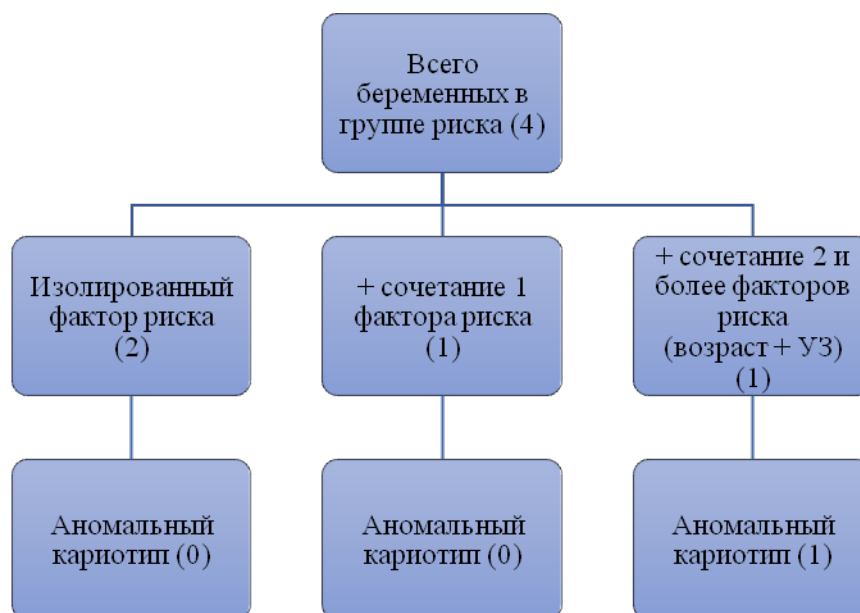 Всего
беременных в
группе риска (4)
Изолированный
фактор риска
(2)
+ сочетание 1
фактора риска
(1)
+ сочетание 2 и
более факторов
риска
(возраст + УЗ)
(1)
Аномальный
кариотип (0)
Аномальный
кариотип (0)
Аномальный
кариотип (1)